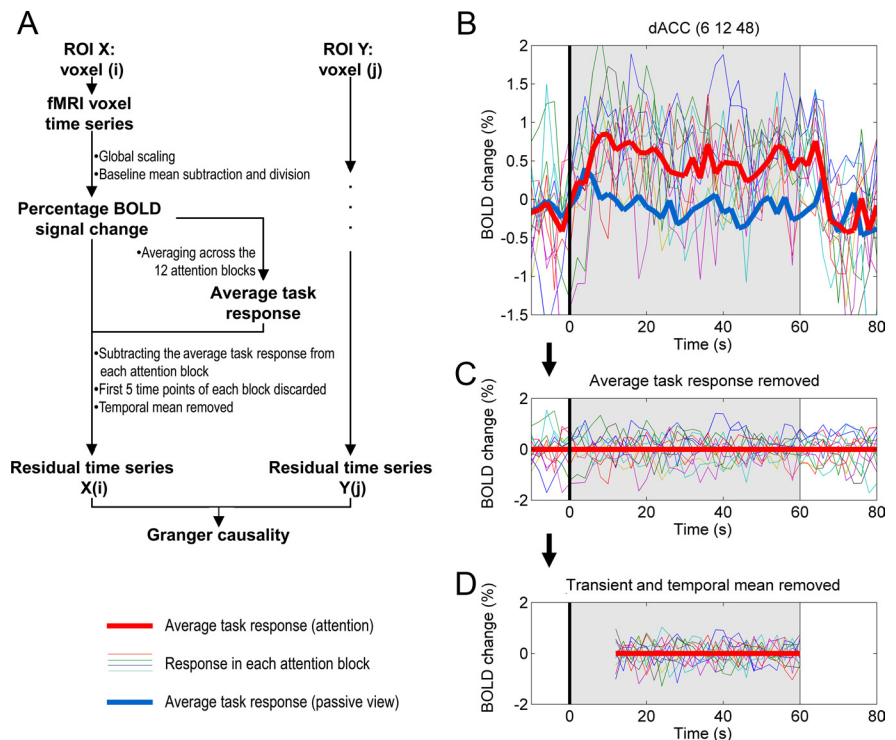 A
ROI X:
voxel (i)
ROI Y:
voxel (j)
fMRI voxel
time series
•Global scaling
•Baseline mean subtraction and division
Percentage BOLD
signal change
•Averaging across the
12 attention blocks
Average task
response
•Subtracting the average task response from
each attention block
•First 5 time points of each block discarded
•Temporal mean removed
Residual time series
X(i)
Residual time series
Y(j)
Granger causality
Average task response (attention)
Response in each attention block
Average task response (passive view)
B
dACC (6 12 48)
BOLD change (%)
2
1.5
1
0.5
0
-0.5
-1
-1.5
0 20 40 60 80
Time (s)
C
Average task response removed
BOLD change (%)
2
0
-2
0 20 40 60 80
Time (s)
D
Transient and temporal mean removed
BOLD change (%)
2
0
-2
0 20 40 60 80
Time (s)